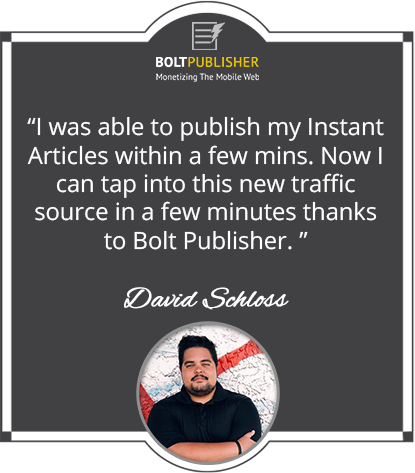 BOLTPUBLISHER
Monetizing The Mobile Web
“I was able to publish my Instant
Articles within a few mins. Now I
can tap into this new traffic
source in a few minutes thanks
to Bolt Publisher. ”
David Schloss